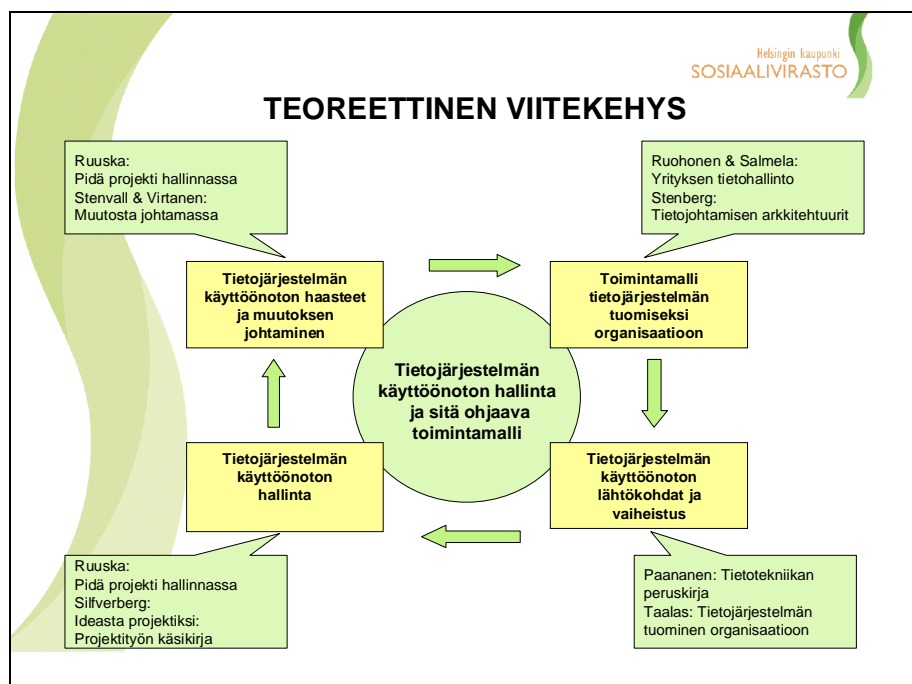 Helsingin kaupunki
SOSIAALIVIRASTO
TEOREETTINEN VIITEKEHYS
Ruuska:
Pidä projekti hallinnassa
Stenvall & Virtanen:
Muutosta johtamassa
Ruohonen & Salmela:
Yrityksen tietohallinto
Stenberg:
Tietojohtamisen arkkitehtuurit
Tietojärjestelmän
käyttöönoton haasteet
ja muutoksen
johtaminen
Toimintamalli
tietojärjestelmän
tuomiseksi
organisaatioon
Tietojärjestelmän
käyttöönoton hallinta
ja sitä ohjaava
toimintamalli
Tietojärjestelmän
käyttöönoton
hallinta
Tietojärjestelmän
käyttöönoton
lähtökohdat ja
vaiheistus
Ruuska:
Pidä projekti hallinnassa
Silfverberg:
Ideasta projektiksi:
Projektityön käsikirja
Paananen: Tietotekniikan
peruskirja
Taalas: Tietojärjestelmän
tuominen organisaatioon